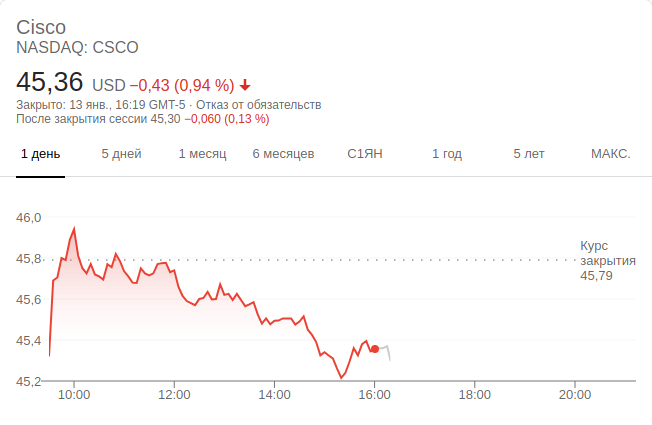 Cisco
NASDAQ: CSCO
45,36 USD −0,43 (0,94 %)
Закрыто: 13 янв., 16:19 GMT-5 · Отказ от обязательств
После закрытия сессии 45,30 −0,060 (0,13 %)
1 день 5 дней 1 месяц 6 месяцев С1ЯН 1 год 5 лет МАКС.
46,0
45,8
Курс
закрытия
45,79
45,6
45,4
45,2
10:00 12:00 14:00 16:00 18:00 20:00